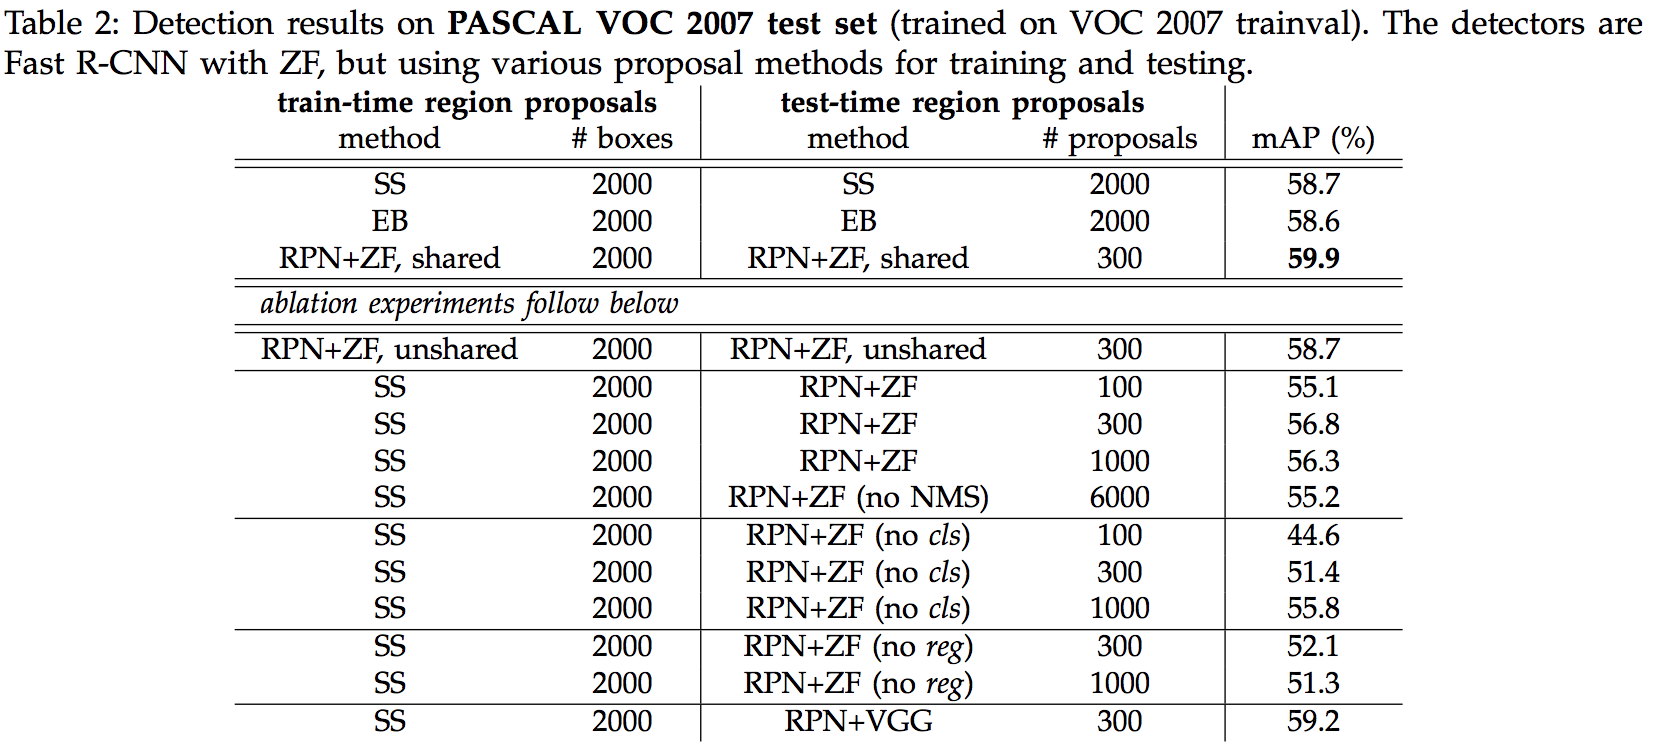 Table 2: Detection results on PASCAL VOC 2007 test set (trained on VOC 2007 trainval). The detectors are
Fast R-CNN with ZF, but using various proposal methods for training and testing.
train-time region proposals test-time region proposals
method # boxes method # proposals mAP (%)
SS 2000 SS 2000 58.7
EB 2000 EB 2000 58.6
RPN+ZF, shared 2000 RPN+ZF, shared 300 59.9
ablation experiments follow below
RPN+ZF, unshared 2000 RPN+ZF, unshared 300 58.7
SS 2000 RPN+ZF 100 55.1
SS 2000 RPN+ZF 300 56.8
SS 2000 RPN+ZF 1000 56.3
SS 2000 RPN+ZF (no NMS) 6000 55.2
SS 2000 RPN+ZF (no cls) 100 44.6
SS 2000 RPN+ZF (no cls) 300 51.4
SS 2000 RPN+ZF (no cls) 1000 55.8
SS 2000 RPN+ZF (no reg) 300 52.1
SS 2000 RPN+ZF (no reg) 1000 51.3
SS 2000 RPN+VGG 300 59.2